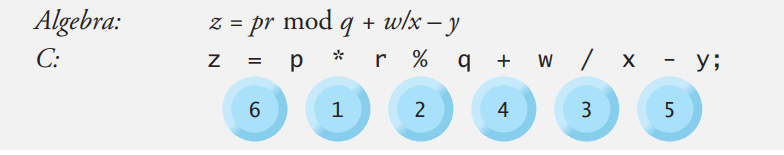 Algebra: z = pr mod q + w/x – y
C: z = p * r % q + w / x - y;
6 1 2 4 3 5